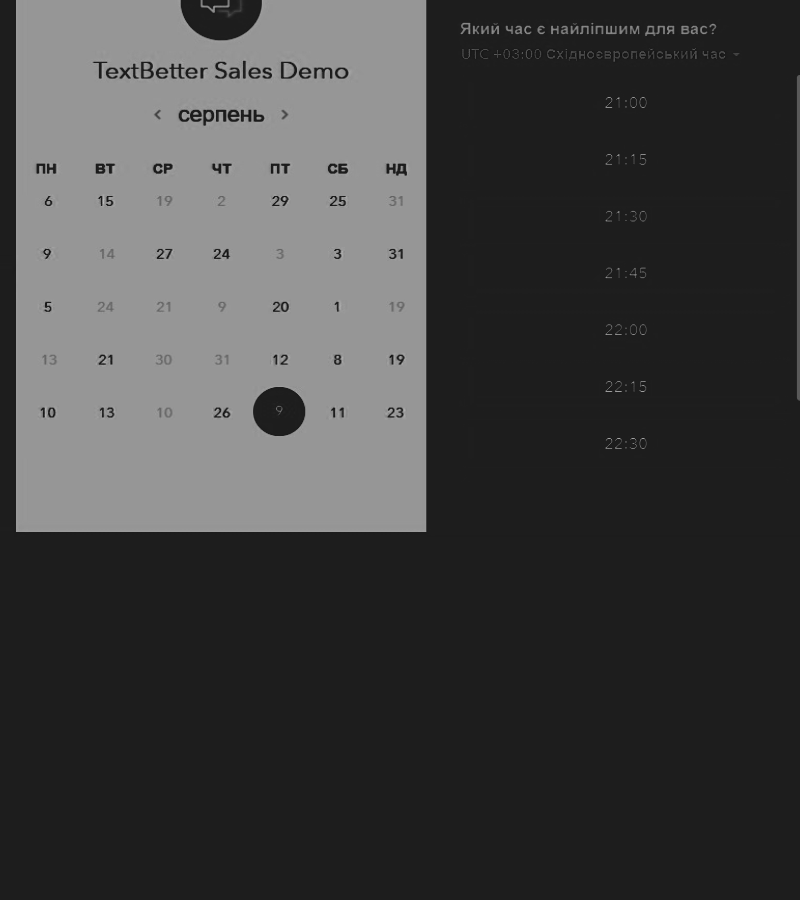 TextBetter Sales Demo
серпень
ПН ВТ СР ЧТ ПТ СБ НД
6 15 19 2 29 25 31
9 14 27 24 3 3 31
5 24 21 9 20 1 19
13 21 30 31 12 8 19
10 13 10 26 9 11 23
Який час є найліпшим для вас?
UTC +03:00 Східноєвропейський час
21:00
21:15
21:30
21:45
22:00
22:15
22:30